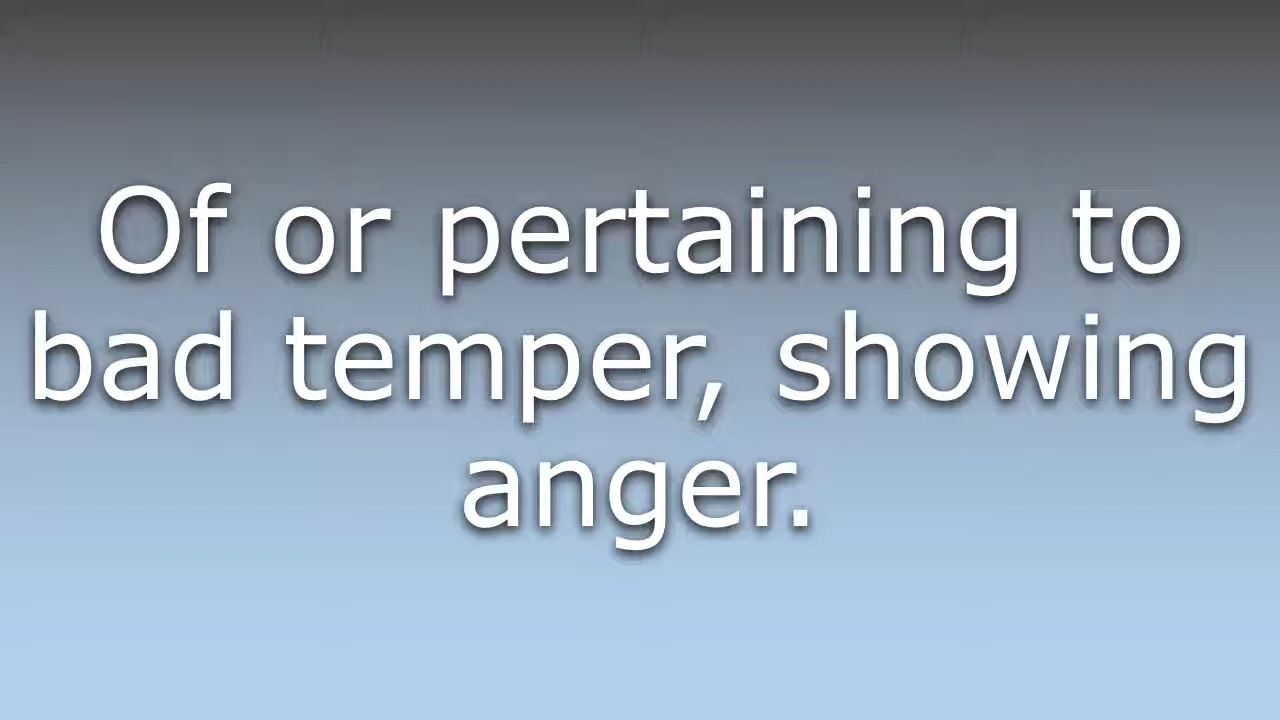 Of or pertaining to
bad temper, showing
anger.